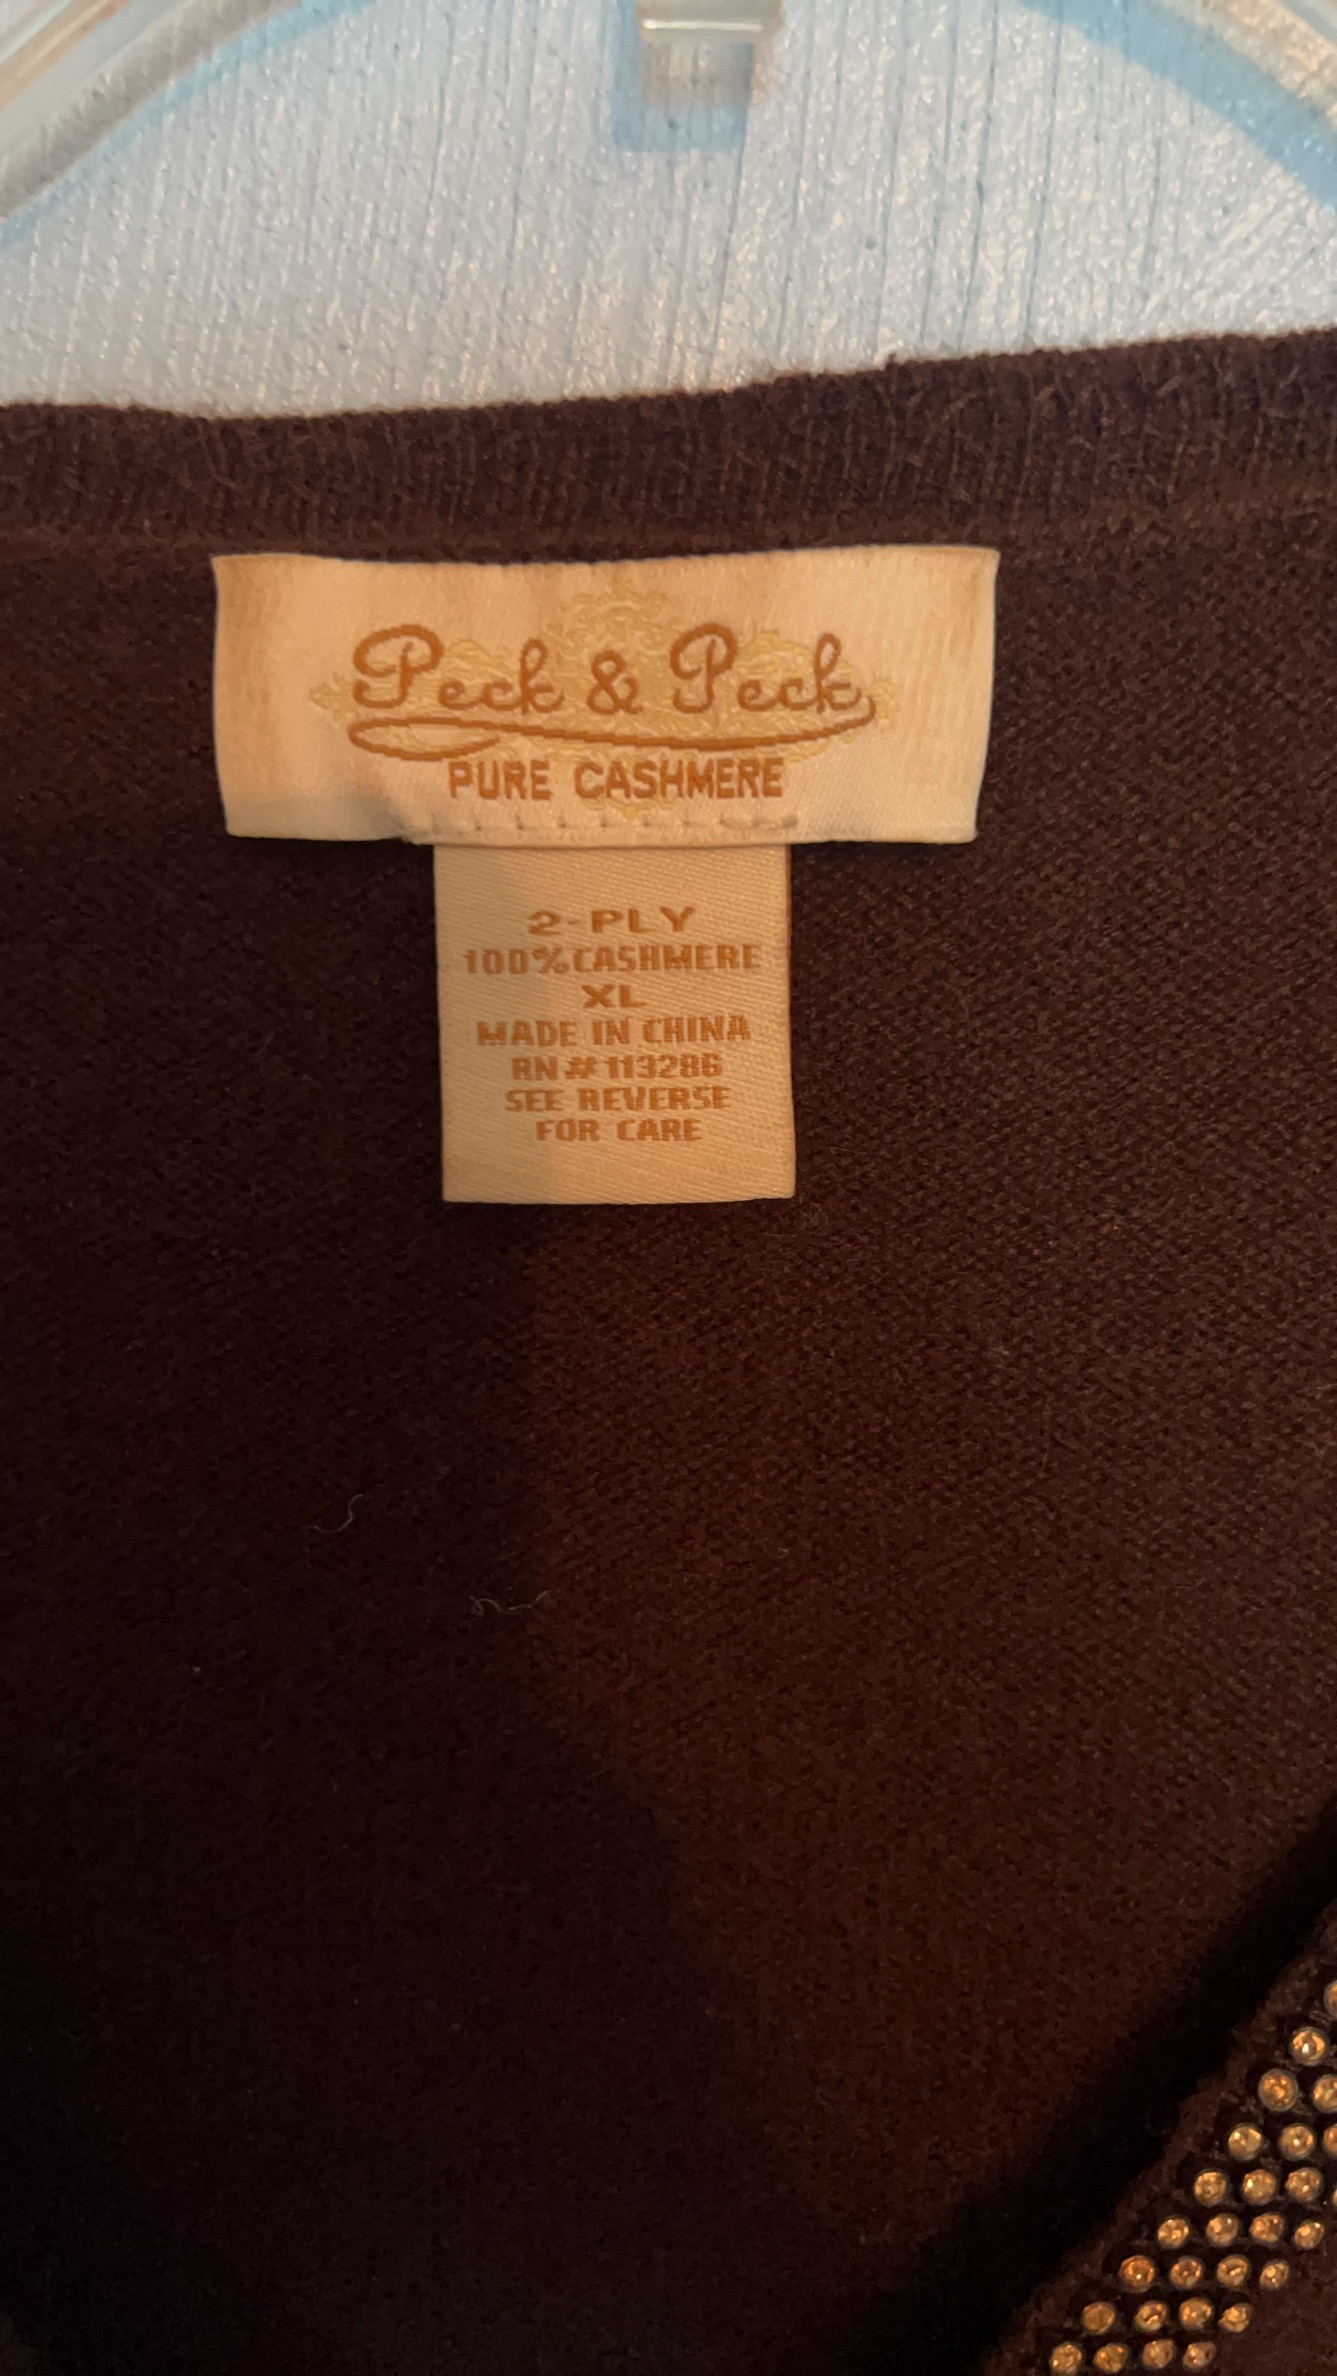 Peck & Peck
PURE CASHMERE
2-PLY
100% CASHMERE
XL
MADE IN CHINA
RN # 113286
SEE REVERSE
FOR CARE